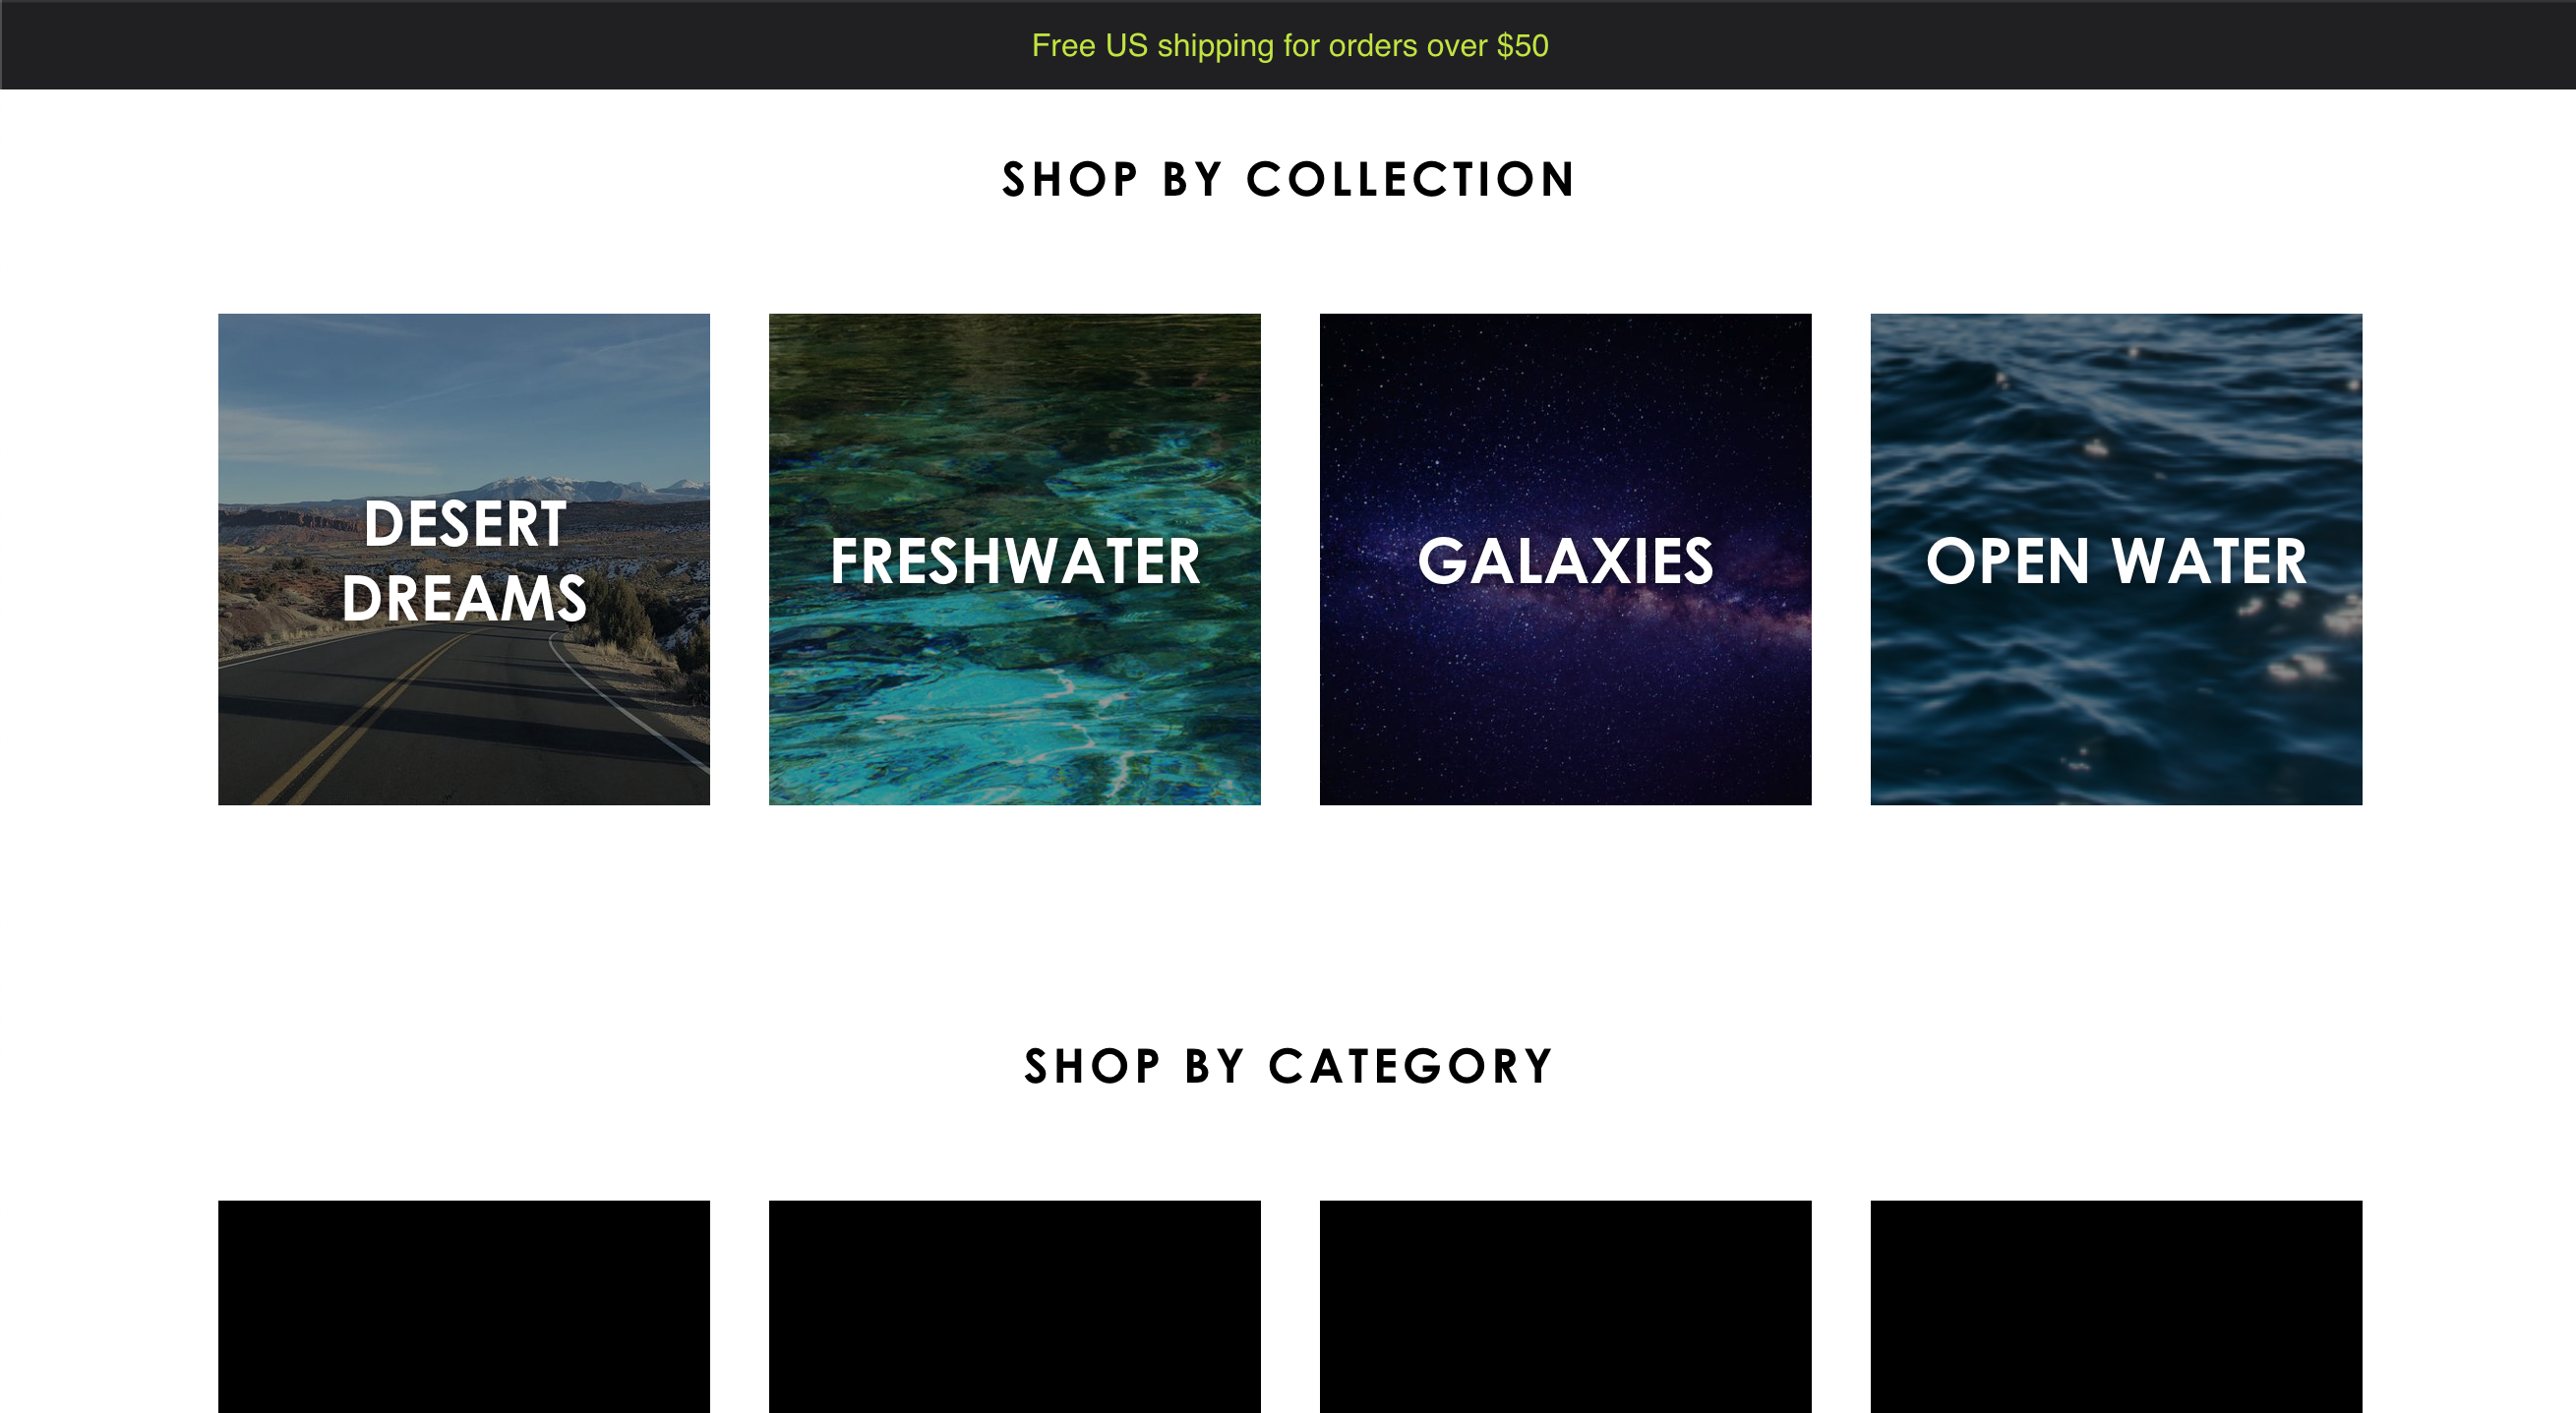 Free US shipping for orders over $50
SHOP BY COLLECTION
DESERT
DREAMS
FRESHWATER
GALAXIES
OPEN WATER
SHOP BY CATEGORY